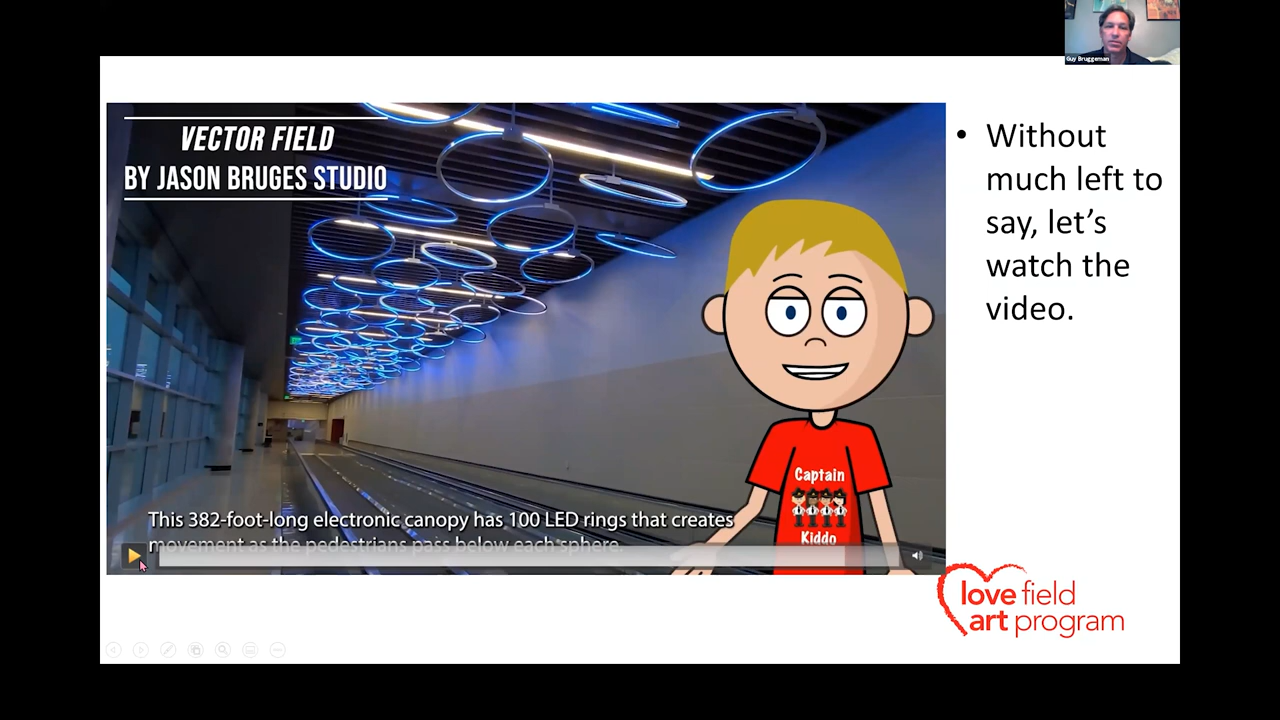 Guy Bruggeman
VECTOR FIELD
BY JASON BRUGES STUDIO
• Without
much left to
say, let’s
watch the
video.
Captain
Kiddo
This 382-foot-long electronic canopy has 100 LED rings that creates
movement as the pedestrians pass below each sphere.
love field
art program